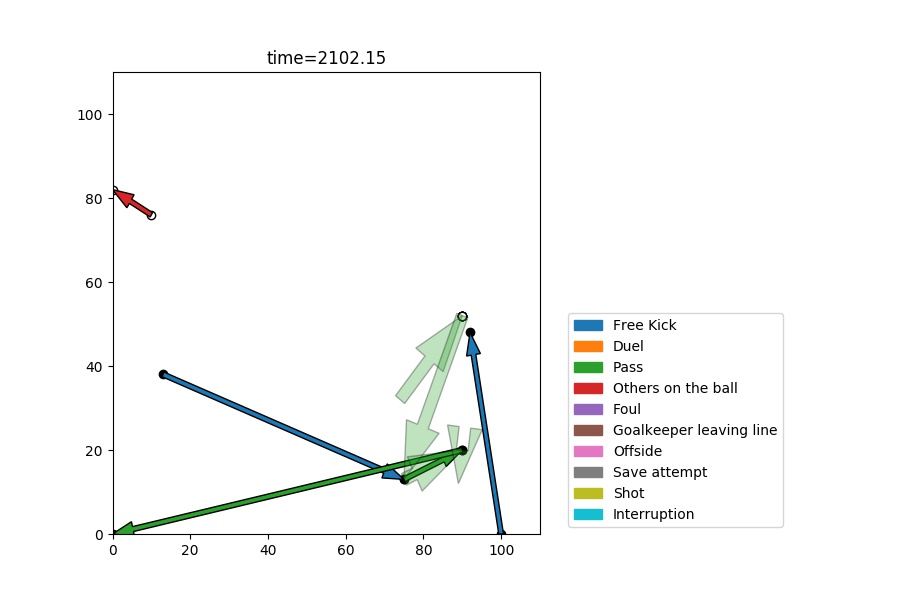 time=2102.15
100
80
60
40
20
0
0 20 40 60 80 100
Free Kick
Duel
Pass
Others on the ball
Foul
Goalkeeper leaving line
Offside
Save attempt
Shot
Interruption